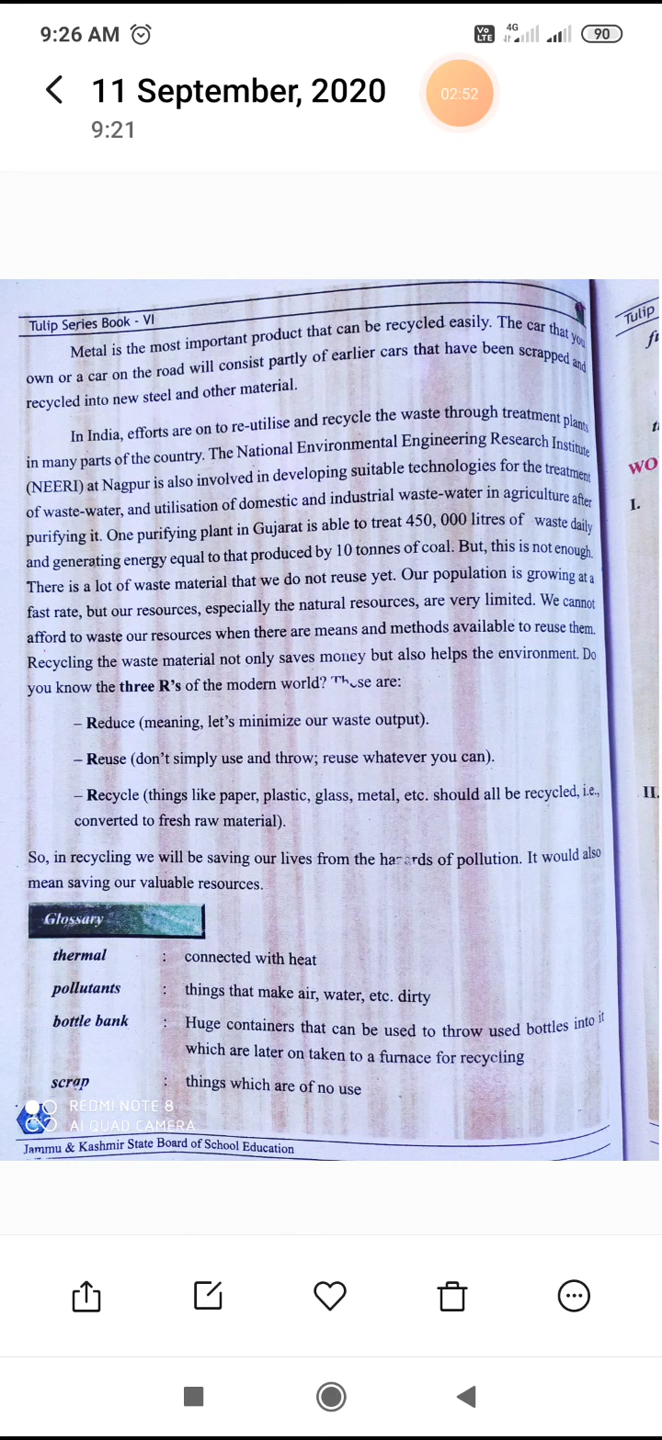 9:26 AM
Vo LTE 4G 90
11 September, 2020
02:52
9:21
Tulip Series Book - VI
Tulip
Metal is the most important product that can be recycled easily. The car that you
own or a car on the road will consist partly of earlier cars that have been scrapped and
recycled into new steel and other material.
In India, efforts are on to re-utilise and recycle the waste through treatment plants
in many parts of the country. The National Environmental Engineering Research Institute
WO
(NEERI) at Nagpur is also involved in developing suitable technologies for the treatment
I.
of waste-water, and utilisation of domestic and industrial waste-water in agriculture after
purifying it. One purifying plant in Gujarat is able to treat 450, 000 litres of waste daily
and generating energy equal to that produced by 10 tonnes of coal. But, this is not enough.
There is a lot of waste material that we do not reuse yet. Our population is growing at a
fast rate, but our resources, especially the natural resources, are very limited. We cannot
afford to waste our resources when there are means and methods available to reuse them.
Recycling the waste material not only saves money but also helps the environment. Do
you know the three R's of the modern world? These are:
– Reduce (meaning, let's minimize our waste output).
– Reuse (don't simply use and throw; reuse whatever you can).
– Recycle (things like paper, plastic, glass, metal, etc. should all be recycled, i.e.,
II.
converted to fresh raw material).
So, in recycling we will be saving our lives from the hazards of pollution. It would also
mean saving our valuable resources.
Glossary
thermal : connected with heat
pollutants : things that make air, water, etc. dirty
bottle bank : Huge containers that can be used to throw used bottles into it
which are later on taken to a furnace for recycling
scrap : things which are of no use
REDMI NOTE 8
AI QUAD CAMERA
Jammu & Kashmir State Board of School Education